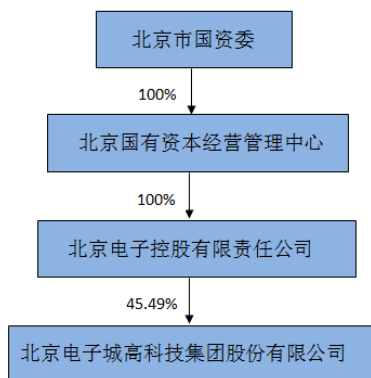 北京市国资委
100%
北京国有资本经营管理中心
100%
北京电子控股有限责任公司
45.49%
北京电子城高科技集团股份有限公司